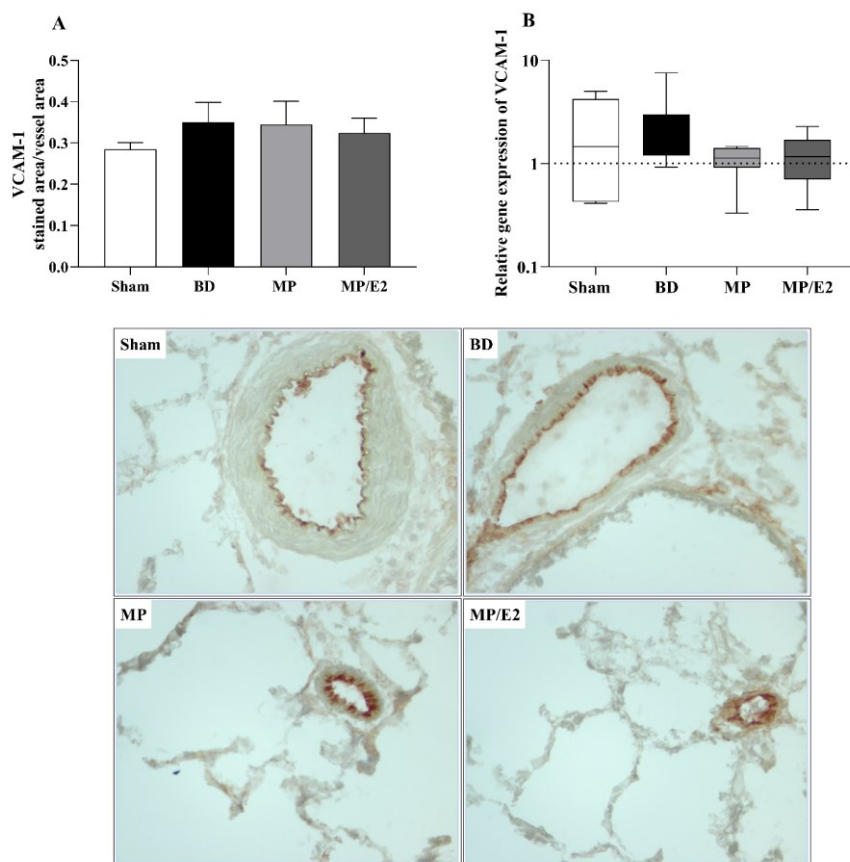 A
VCAM-1
stained area/vessel area
0.5
0.4
0.3
0.2
0.1
0.0
Sham BD MP MP/E2
B
Relative gene expression of VCAM-1
10
1
0.1
Sham BD MP MP/E2
Sham
BD
MP
MP/E2